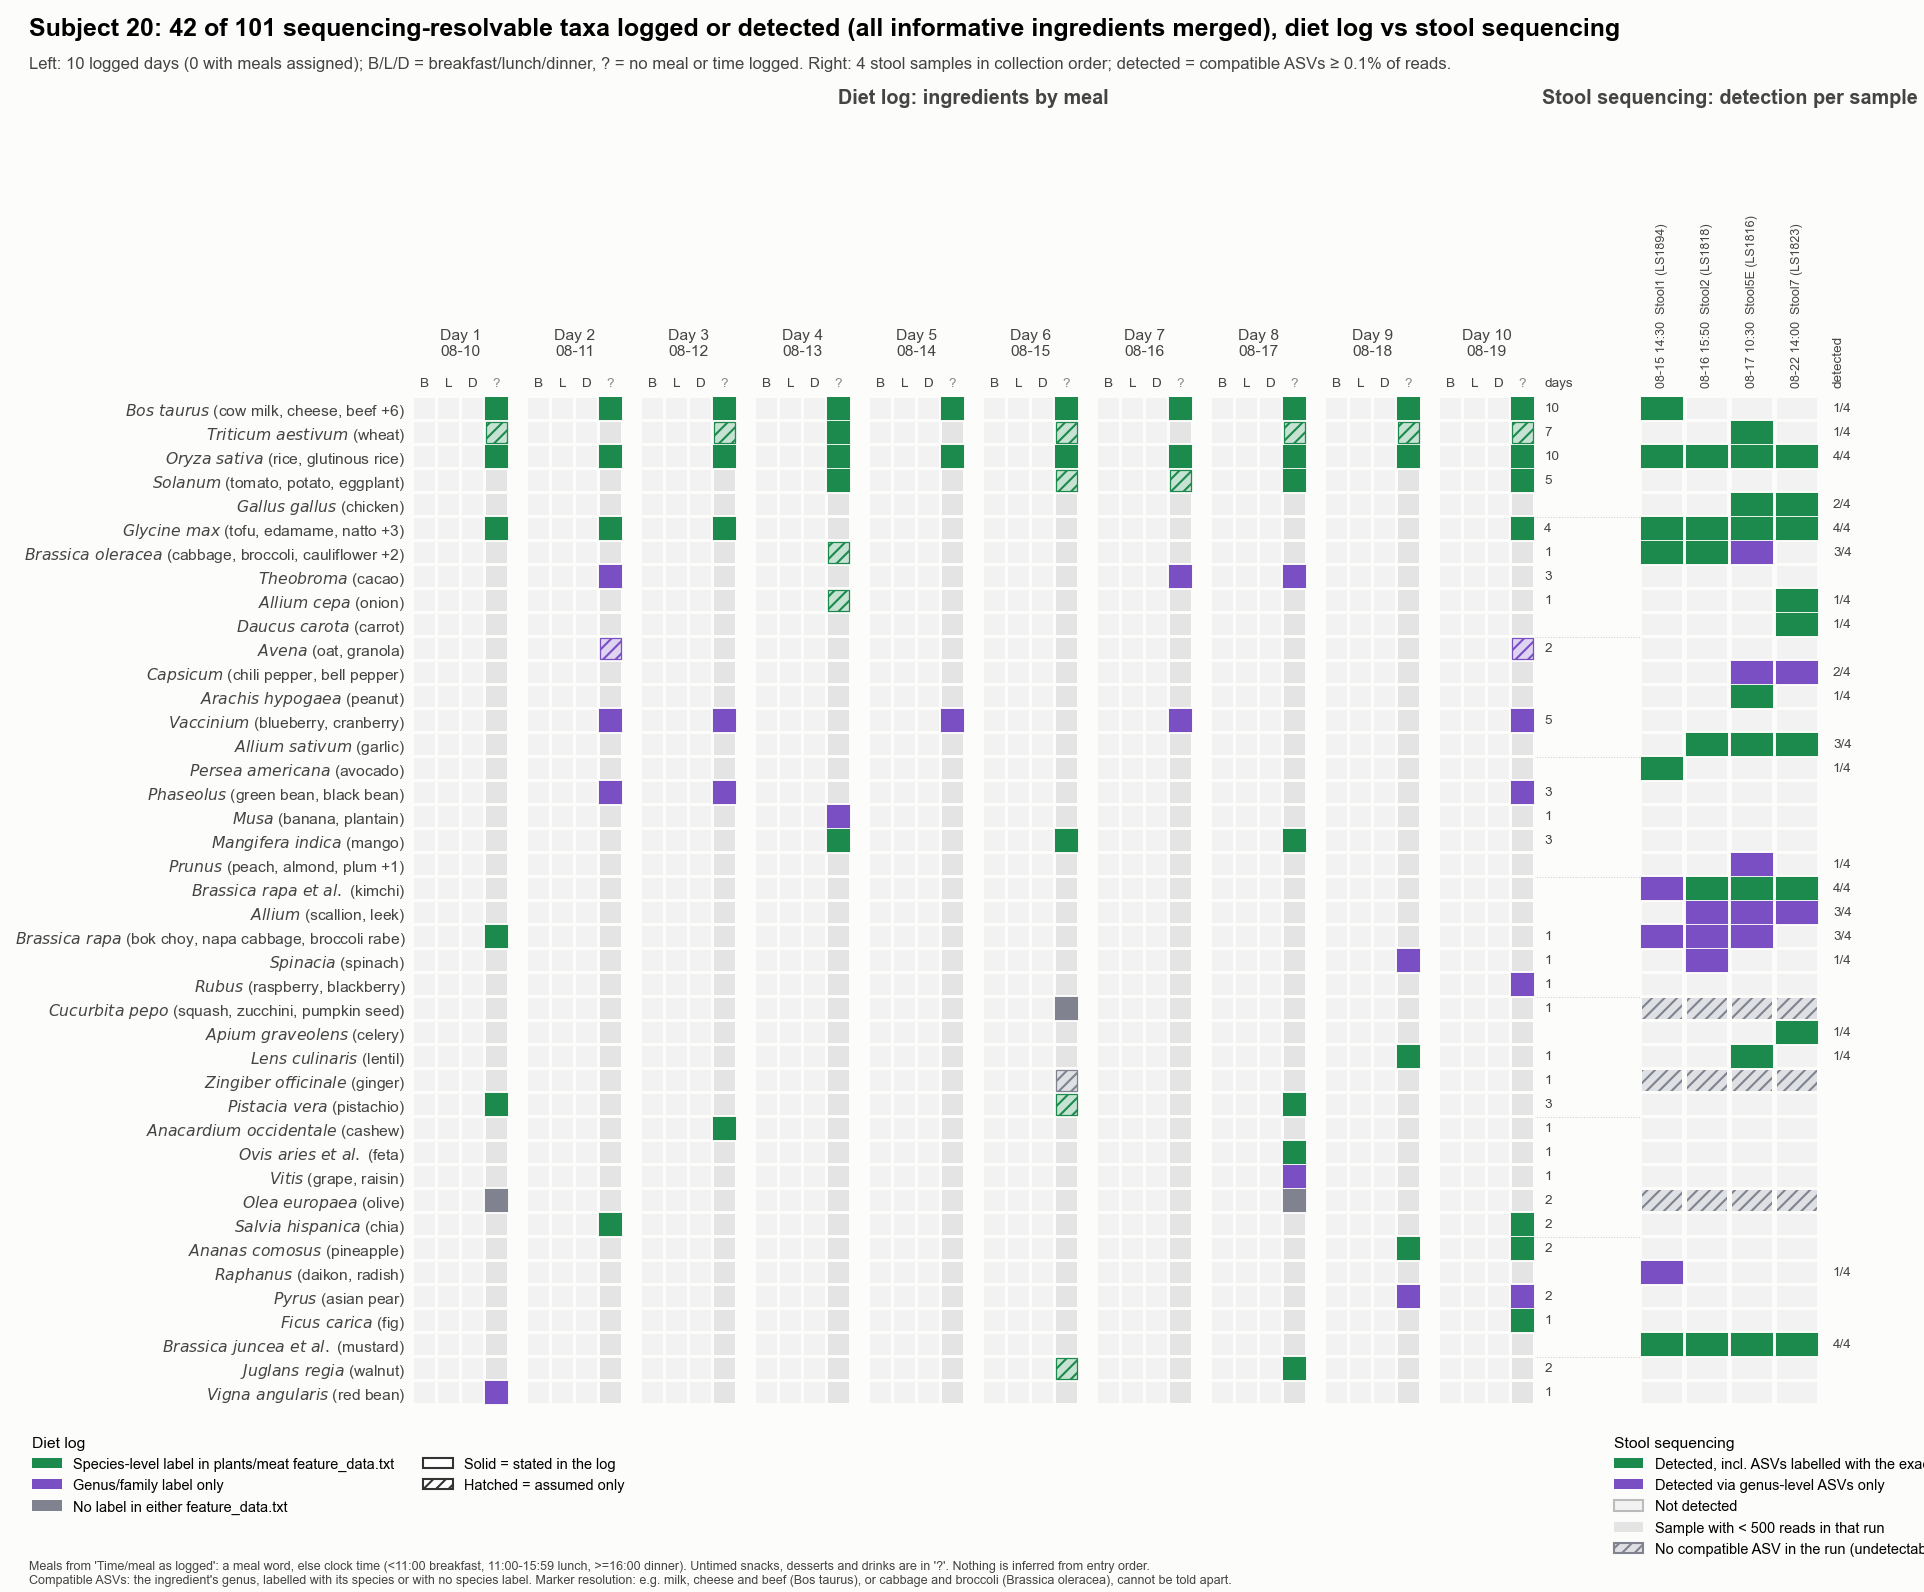 Subject 20: 42 of 101 sequencing-resolvable taxa logged or detected (all informative ingredients merged), diet log vs stool sequencing
Left: 10 logged days (0 with meals assigned); B/L/D = breakfast/lunch/dinner, ? = no meal or time logged. Right: 4 stool samples in collection order; detected = compatible ASVs ≥ 0.1% of reads.
Diet log: ingredients by meal
Stool sequencing: detection per sample
08-15 14:30 Stool1 (LS1894)
08-16 15:50 Stool2 (LS1818)
08-17 10:30 Stool5E (LS1816)
08-22 14:00 Stool7 (LS1823)
detected
Day 1 Day 2 Day 3 Day 4 Day 5 Day 6 Day 7 Day 8 Day 9 Day 10
08-10 08-11 08-12 08-13 08-14 08-15 08-16 08-17 08-18 08-19
B L D ? B L D ? B L D ? B L D ? B L D ? B L D ? B L D ? B L D ? B L D ? B L D ? days
Bos taurus (cow milk, cheese, beef +6) 10 1/4
Triticum aestivum (wheat) 7 1/4
Oryza sativa (rice, glutinous rice) 10 4/4
Solanum (tomato, potato, eggplant) 5
Gallus gallus (chicken) 2/4
Glycine max (tofu, edamame, natto +3) 4 4/4
Brassica oleracea (cabbage, broccoli, cauliflower +2) 1 3/4
Theobroma (cacao) 3
Allium cepa (onion) 1 1/4
Daucus carota (carrot) 1/4
Avena (oat, granola) 2
Capsicum (chili pepper, bell pepper) 2/4
Arachis hypogaea (peanut) 1/4
Vaccinium (blueberry, cranberry) 5
Allium sativum (garlic) 3/4
Persea americana (avocado) 1/4
Phaseolus (green bean, black bean) 3
Musa (banana, plantain) 1
Mangifera indica (mango) 3
Prunus (peach, almond, plum +1) 1/4
Brassica rapa et al. (kimchi) 4/4
Allium (scallion, leek) 3/4
Brassica rapa (bok choy, napa cabbage, broccoli rabe) 1 3/4
Spinacia (spinach) 1 1/4
Rubus (raspberry, blackberry) 1
Cucurbita pepo (squash, zucchini, pumpkin seed) 1
Apium graveolens (celery) 1/4
Lens culinaris (lentil) 1 1/4
Zingiber officinale (ginger) 1
Pistacia vera (pistachio) 3
Anacardium occidentale (cashew) 1
Ovis aries et al. (feta) 1
Vitis (grape, raisin) 1
Olea europaea (olive) 2
Salvia hispanica (chia) 2
Ananas comosus (pineapple) 2
Raphanus (daikon, radish) 1/4
Pyrus (asian pear) 2
Ficus carica (fig) 1
Brassica juncea et al. (mustard) 4/4
Juglans regia (walnut) 2
Vigna angularis (red bean) 1
Diet log
Species-level label in plants/meat feature_data.txt
Genus/family label only
No label in either feature_data.txt
Solid = stated in the log
Hatched = assumed only
Stool sequencing
Detected, incl. ASVs labelled with the exa
Detected via genus-level ASVs only
Not detected
Sample with < 500 reads in that run
No compatible ASV in the run (undetectab
Meals from 'Time/meal as logged': a meal word, else clock time (<11:00 breakfast, 11:00-15:59 lunch, >=16:00 dinner). Untimed snacks, desserts and drinks are in '?'. Nothing is inferred from entry order.
Compatible ASVs: the ingredient's genus, labelled with its species or with no species label. Marker resolution: e.g. milk, cheese and beef (Bos taurus), or cabbage and broccoli (Brassica oleracea), cannot be told apart.